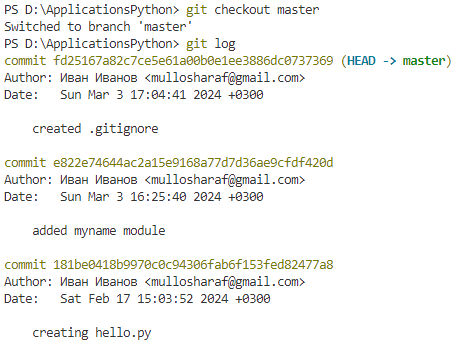 PS D:\ApplicationsPython> git checkout master
Switched to branch 'master'
PS D:\ApplicationsPython> git log
commit fd25167a82c7ce5e61a00b0e1ee3886dc0737369 (HEAD -> master)
Author: Иван Иванов <mullosharaf@gmail.com>
Date:   Sun Mar 3 17:04:41 2024 +0300
created .gitignore
commit e822e74644ac2a15e9168a77d7d36ae9cfdf420d
Author: Иван Иванов <mullosharaf@gmail.com>
Date:   Sun Mar 3 16:25:40 2024 +0300
added myname module
commit 181be0418b9970c0c94306fab6f153fed82477a8
Author: Иван Иванов <mullosharaf@gmail.com>
Date:   Sat Feb 17 15:03:52 2024 +0300
creating hello.py